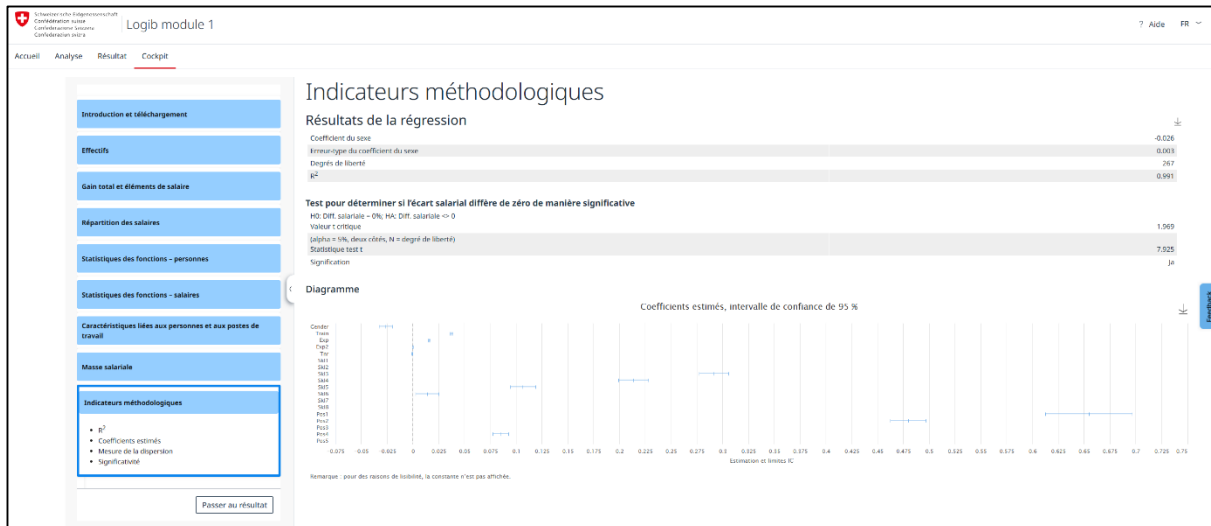 Schweizerische Eidgenossenschaft
Confédération suisse
Confederazione Svizzera
Confederaziun svizra
Logib module 1
? Aide FR
Accueil Analyse Résultat Cockpit
Introduction et téléchargement
Effectifs
Gain total et éléments de salaire
Répartition des salaires
Statistiques des fonctions – personnes
Statistiques des fonctions – salaires
Caractéristiques liées aux personnes et aux postes de
travail
Masse salariale
Indicateurs méthodologiques
• R²
• Coefficients estimés
• Mesure de la dispersion
• Significativité
Passer au résultat
Indicateurs méthodologiques
Résultats de la régression
Coefficient du sexe -0.026
Erreur-type du coefficient du sexe 0.003
Degrés de liberté 267
R² 0.991
Test pour déterminer si l'écart salarial diffère de zéro de manière significative
H0: Diff. salariale = 0%; HA: Diff. salariale <> 0
Valeur t critique 1.969
(alpha = 5%, deux côtés, N = degré de liberté)
Statistique test t 7.925
Signification Ja
Diagramme
Coefficients estimés, intervalle de confiance de 95 %
Gender
Train
Exp
Exp2
Tar
Skl1
Skl2
Skl3
Skl4
Skl5
Skl6
Skl7
Skl8
Pos1
Pos2
Pos3
Pos4
Pos5
-0.075 -0.05 -0.025 0 0.025 0.05 0.075 0.1 0.125 0.15 0.175 0.2 0.225 0.25 0.275 0.3 0.325 0.35 0.375 0.4 0.425 0.45 0.475 0.5 0.525 0.55 0.575 0.6 0.625 0.65 0.675 0.7 0.725 0.75
Estimation et limites IC
Remarque : pour des raisons de lisibilité, la constante n'est pas affichée.
Feedback